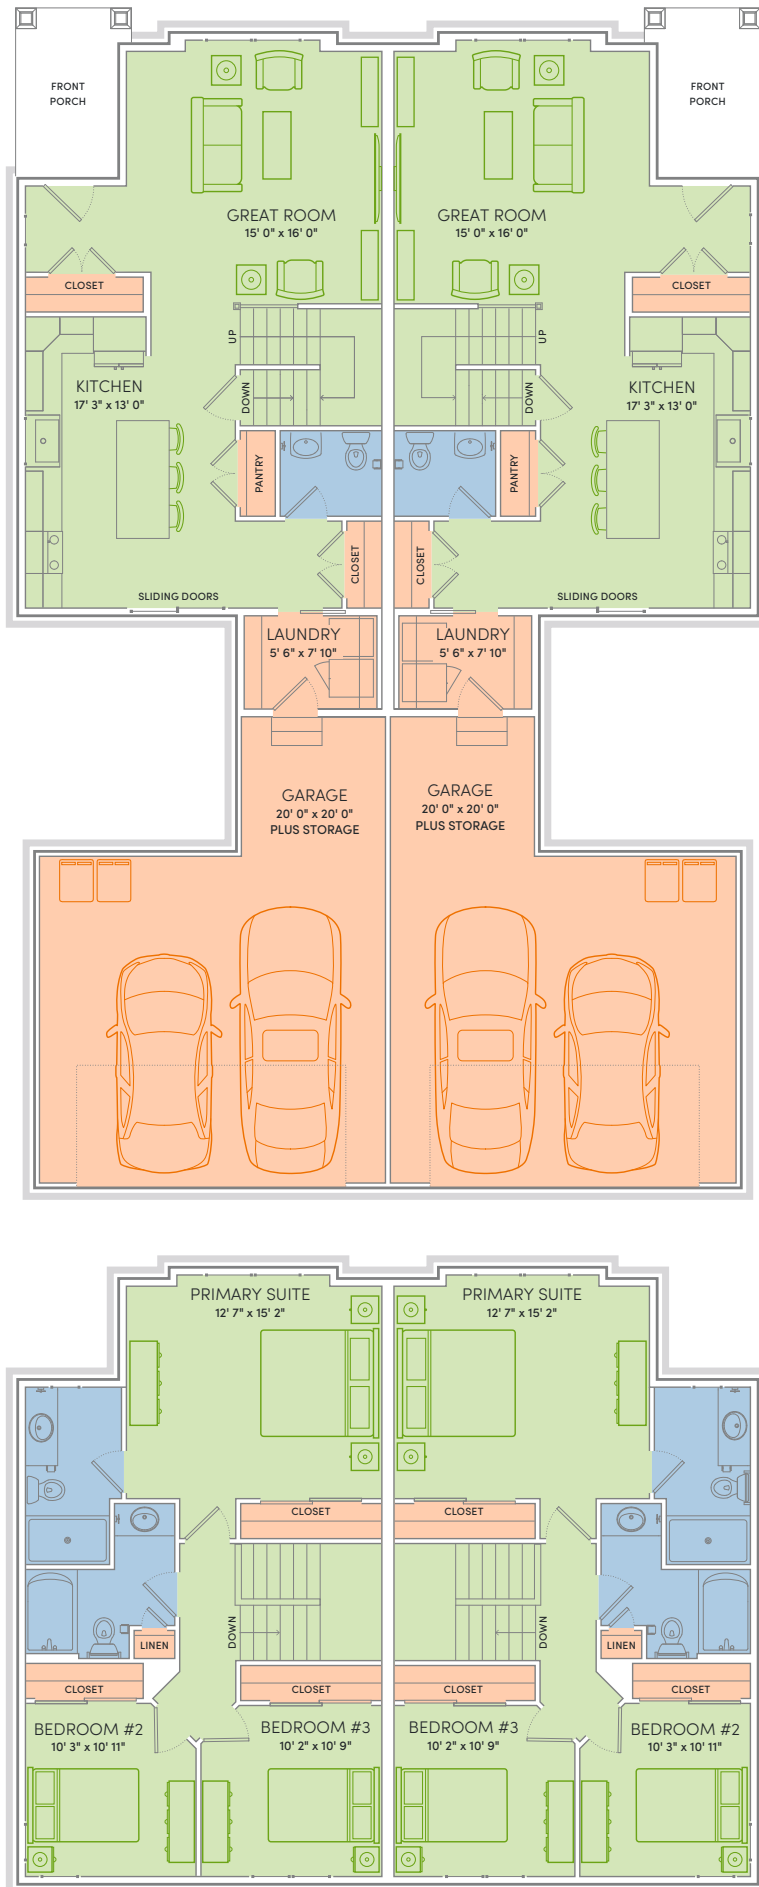 FRONT
PORCH
FRONT
PORCH
GREAT ROOM
15' 0" x 16' 0"
GREAT ROOM
15' 0" x 16' 0"
CLOSET
CLOSET
UP
UP
KITCHEN
17' 3" x 13' 0"
DOWN
DOWN
KITCHEN
17' 3" x 13' 0"
PANTRY
PANTRY
CLOSET
CLOSET
SLIDING DOORS
SLIDING DOORS
LAUNDRY
5' 6" x 7' 10"
LAUNDRY
5' 6" x 7' 10"
GARAGE
20' 0" x 20' 0"
PLUS STORAGE
GARAGE
20' 0" x 20' 0"
PLUS STORAGE
PRIMARY SUITE
12' 7" x 15' 2"
PRIMARY SUITE
12' 7" x 15' 2"
CLOSET
CLOSET
DOWN
DOWN
LINEN
LINEN
CLOSET
CLOSET
CLOSET
CLOSET
BEDROOM #2
10' 3" x 10' 11"
BEDROOM #3
10' 2" x 10' 9"
BEDROOM #3
10' 2" x 10' 9"
BEDROOM #2
10' 3" x 10' 11"